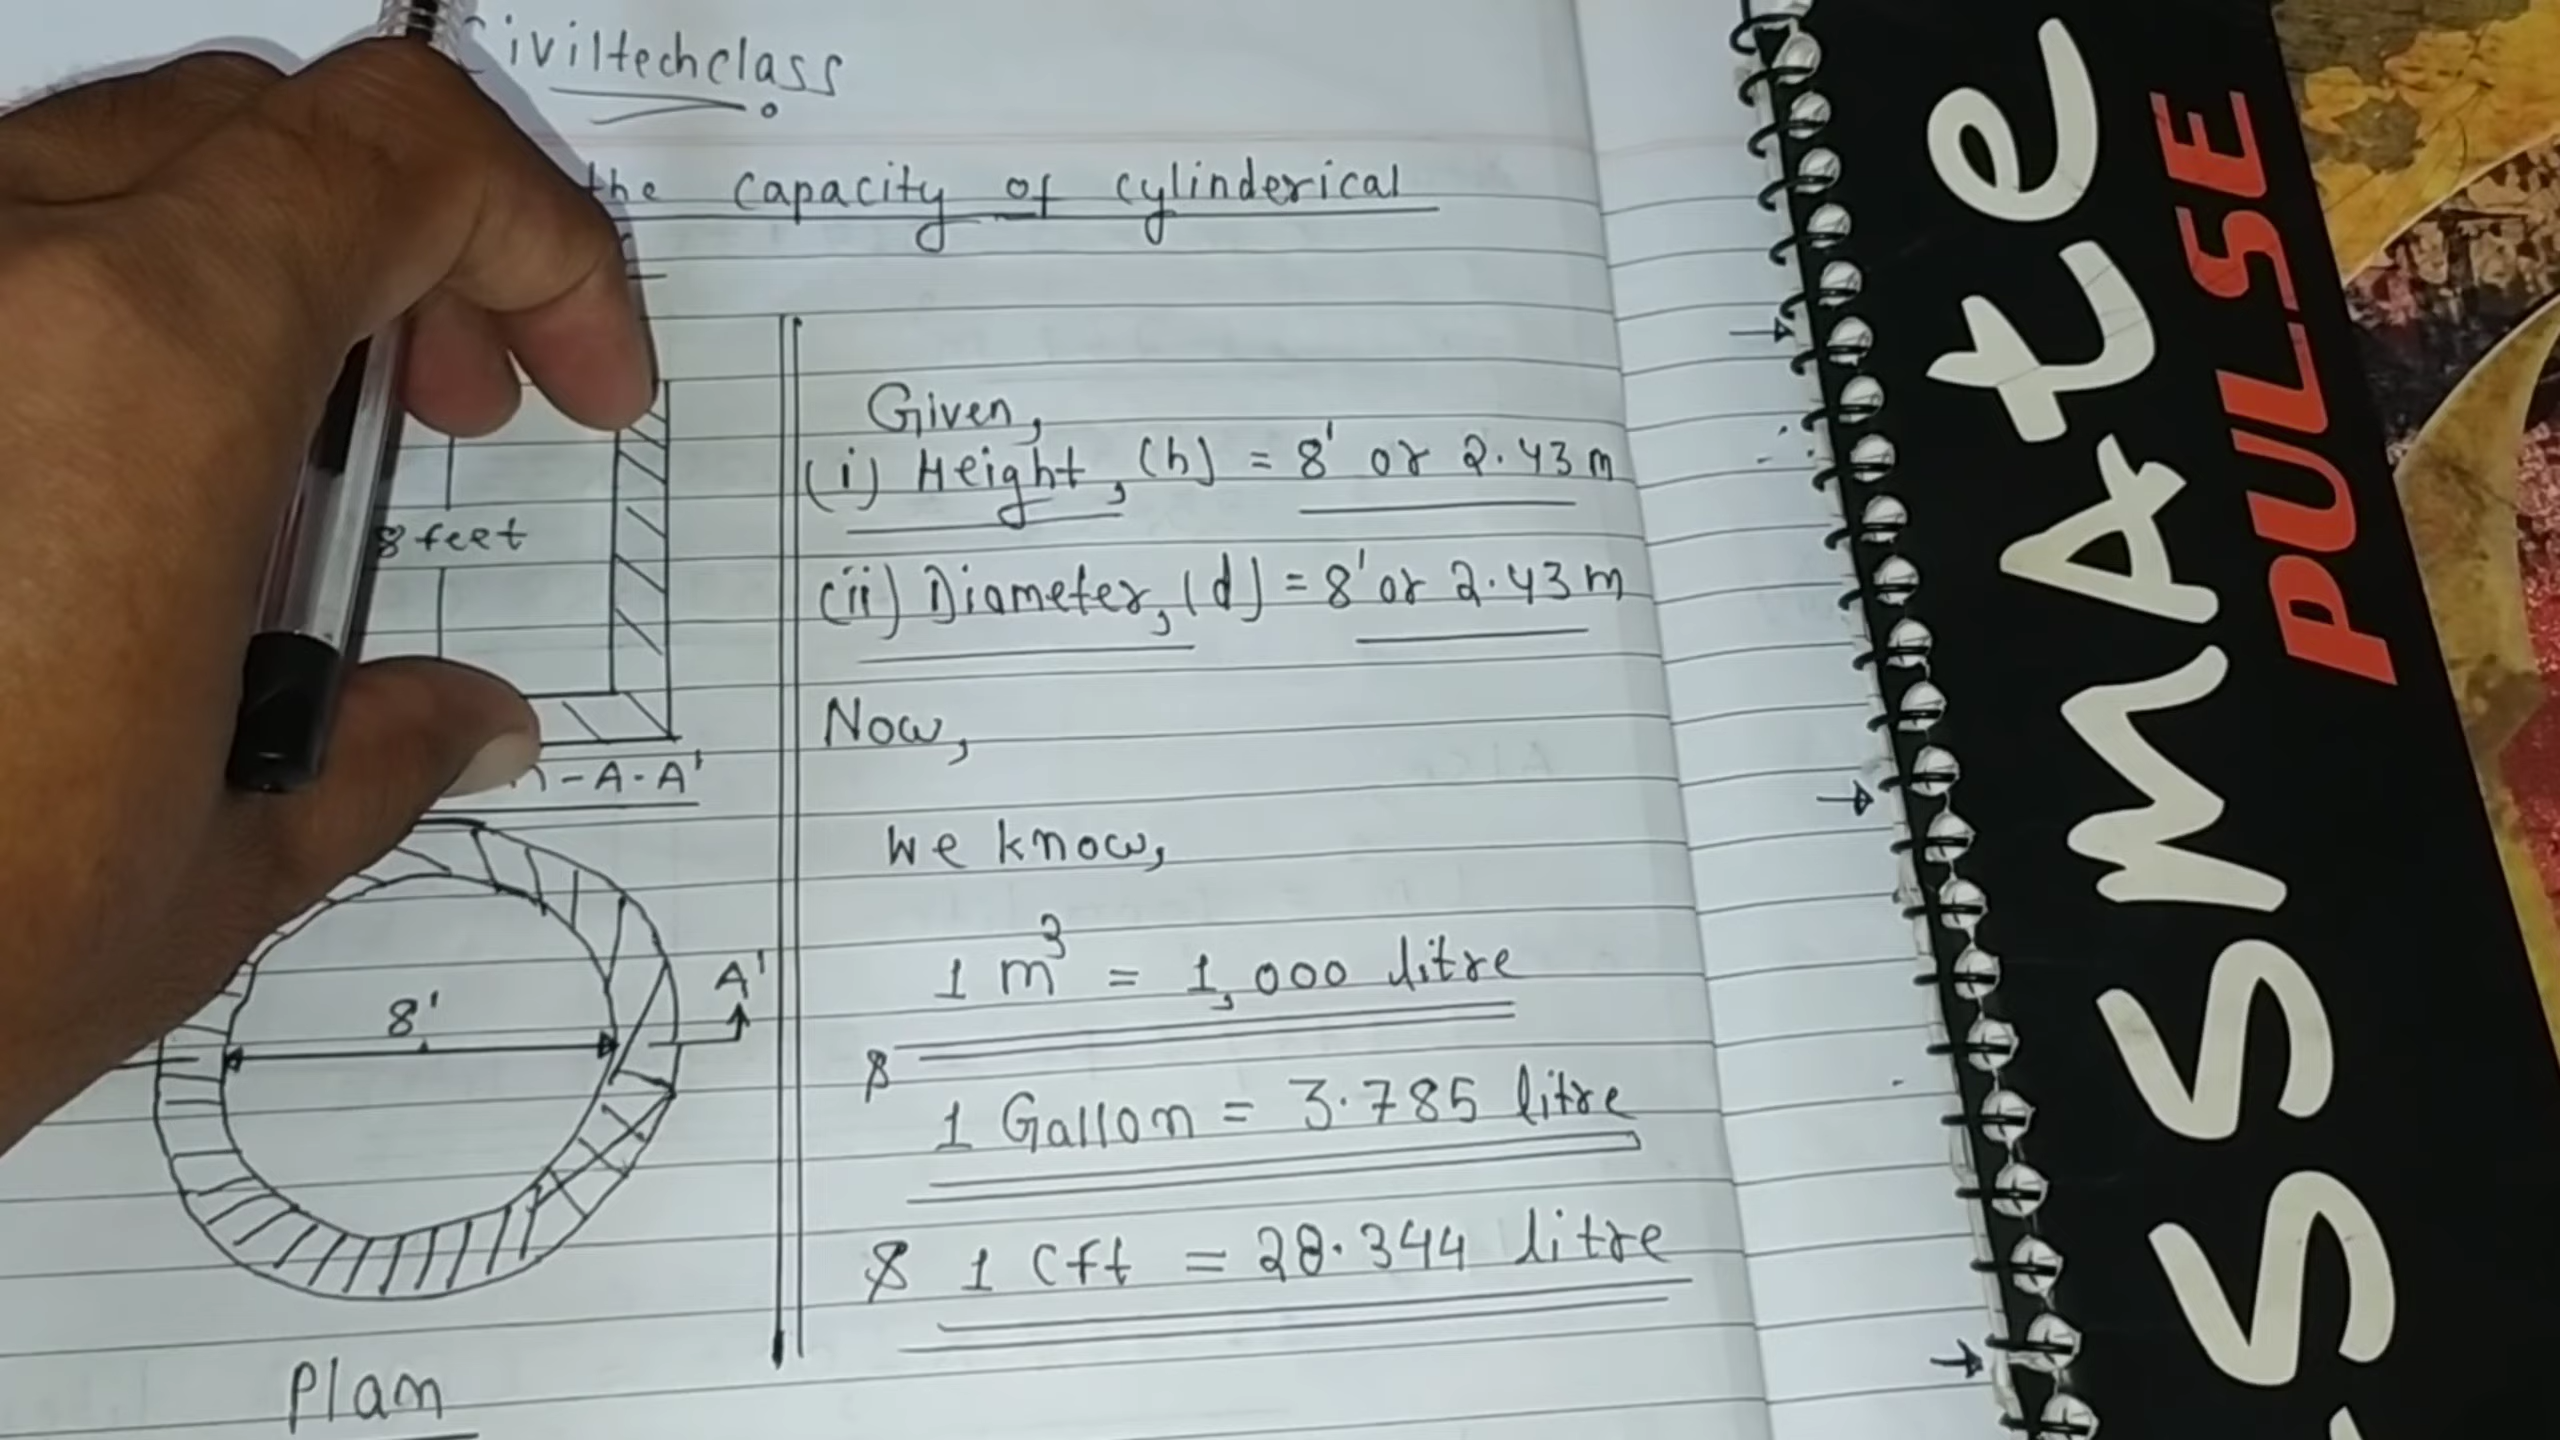 Civiltechclass
the capacity of cylinderical
8 feet
n-A-A'
8'
A'
Plan
Given,
(i) Height, (h) = 8' or 2.43 m
(ii) Diameter, (d) = 8' or 2.43 m
Now,
We know,
1 m³ = 1,000 litre
& 1 Gallon = 3.785 litre
& 1 Cft = 28.344 litre
CLASSMATE
PULSE